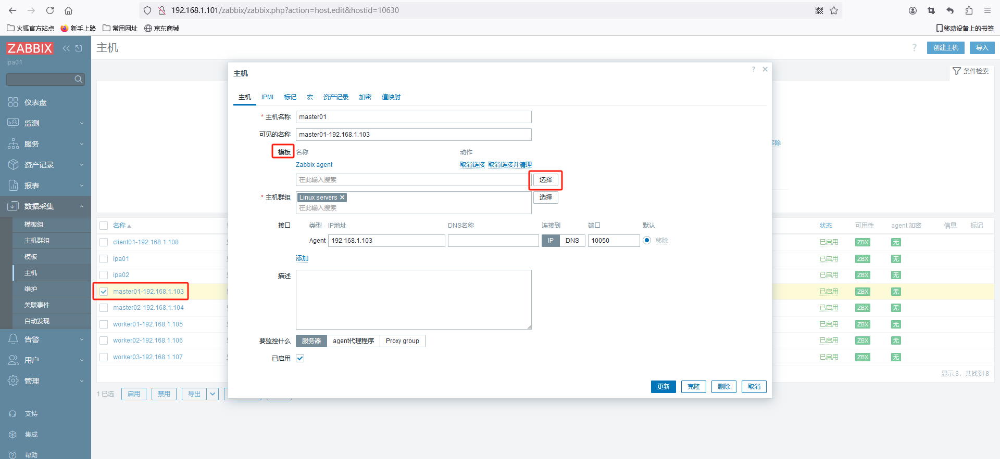 192.168.1.101/zabbix/zabbix.php?action=host.edit&hostid=10630
火狐官方站点 新手上路 常用网址 京东商城 移动设备上的书签
ZABBIX
ipa01
仪表盘
监测
服务
资产记录
报表
数据采集
模板组
主机群组
模板
主机
维护
关联事件
自动发现
告警
用户
管理
支持
集成
帮助
主机 ? 创建主机 导入
条件检索
移除
主机 ?
主机 IPMI 标记 宏 资产记录 加密 值映射
* 主机名称 master01
可见的名称 master01-192.168.1.103
模板 名称 动作
Zabbix agent 取消链接 取消链接并清理
在此输入搜索 选择
* 主机群组 Linux servers 选择
在此输入搜索
接口 类型 IP地址 DNS名称 连接到 端口 默认
Agent 192.168.1.103 IP DNS 10050 移除
添加
描述
要监控什么 服务器 agent代理程序 Proxy group
已启用
更新 克隆 删除 取消
名称 状态 可用性 agent 加密 信息 标记
client01-192.168.1.108 已启用 ZBX 无
ipa01 已启用 ZBX 无
ipa02 已启用 ZBX 无
master01-192.168.1.103 已启用 ZBX 无
master02-192.168.1.104 已启用 ZBX 无
worker01-192.168.1.105 已启用 ZBX 无
worker02-192.168.1.106 已启用 ZBX 无
worker03-192.168.1.107 已启用 ZBX 无
显示 8，共找到 8
1 已选 启用 禁用 导出